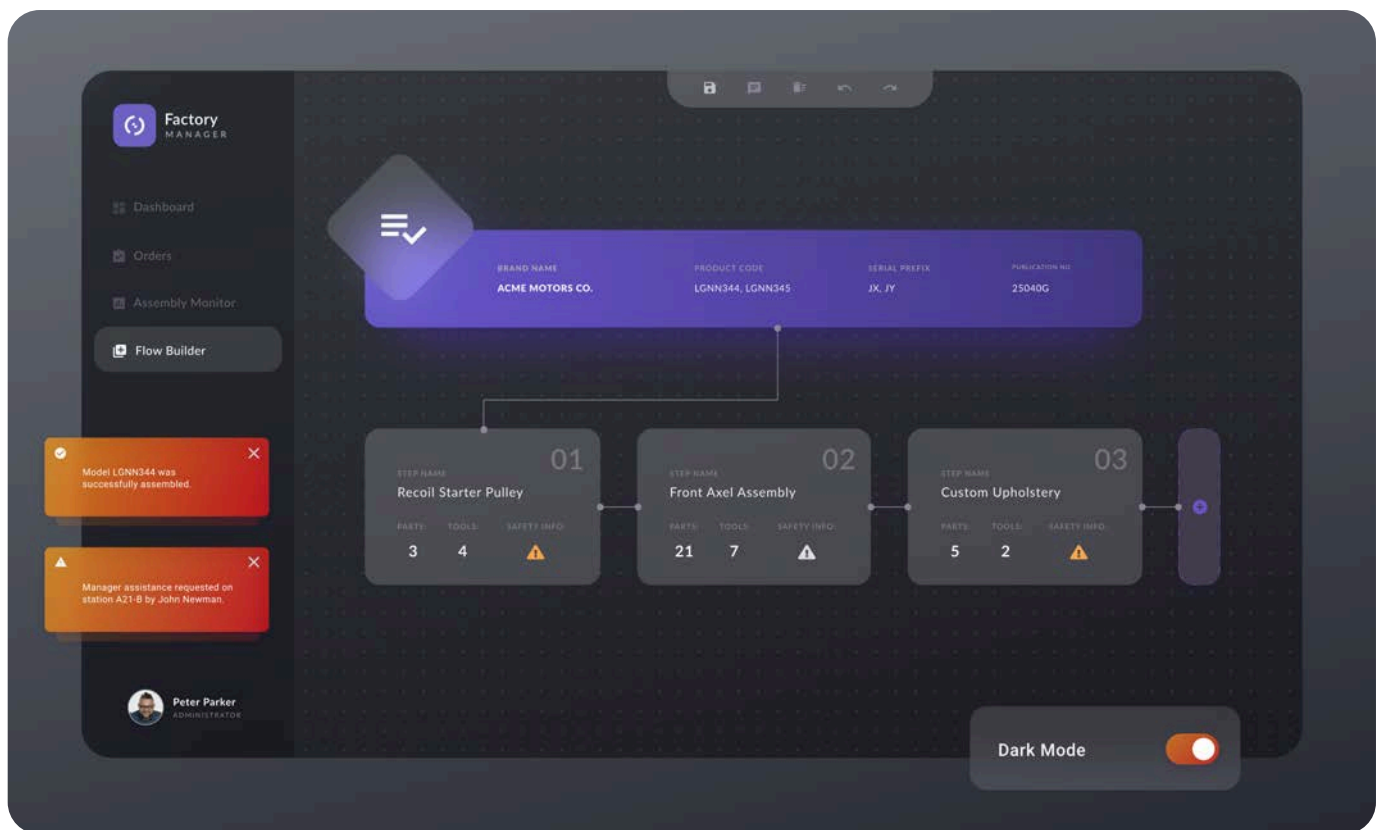 Factory
MANAGER
Dashboard
Orders
Assembly Monitor
Flow Builder
Model LGNN344 was
successfully assembled.
Manager assistance requested on
station A21-B by John Newman.
Peter Parker
ADMINISTRATOR
BRAND NAME
ACME MOTORS CO.
PRODUCT CODE
LGNN344, LGNN345
SERIAL PREFIX
JX, JY
PUBLICATION NO.
25040G
01
STEP NAME
Recoil Starter Pulley
PARTS: TOOLS: SAFETY INFO:
3 4
02
STEP NAME
Front Axel Assembly
PARTS: TOOLS: SAFETY INFO:
21 7
03
STEP NAME
Custom Upholstery
PARTS: TOOLS: SAFETY INFO:
5 2
Dark Mode